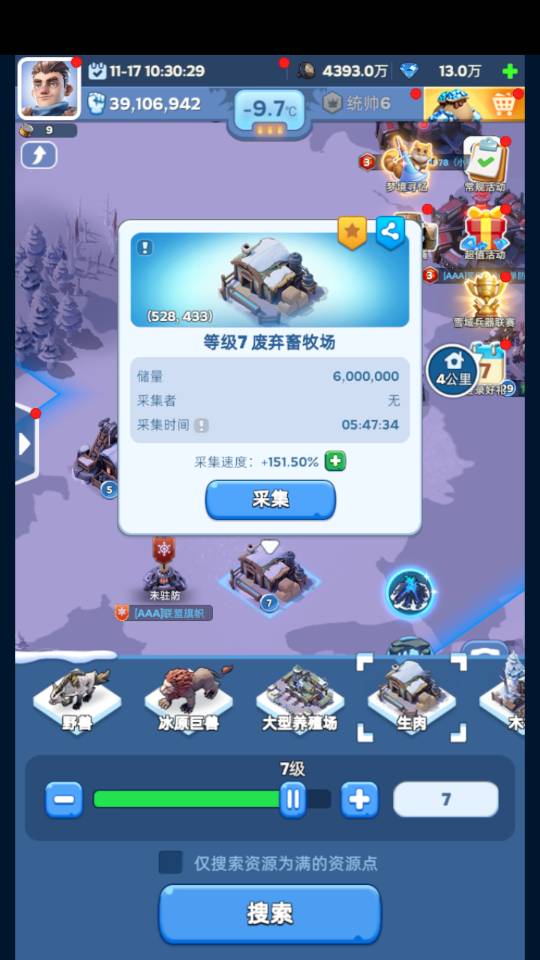 11-17 10:30:29
4393.0万
13.0万
39,106,942
-9.7℃
统帅6
9
3
梦境寻忆
常规活动
超值活动
3
[AAA]
雪域兵器联赛
4公里
7
(528, 433)
等级7 废弃畜牧场
储量 6,000,000
采集者 无
采集时间 05:47:34
采集速度：+151.50%
采集
5
未驻防
7
[AAA]联盟旗帜
野兽
冰原巨兽
大型养殖场
生肉
木
7级
7
仅搜索资源为满的资源点
搜索